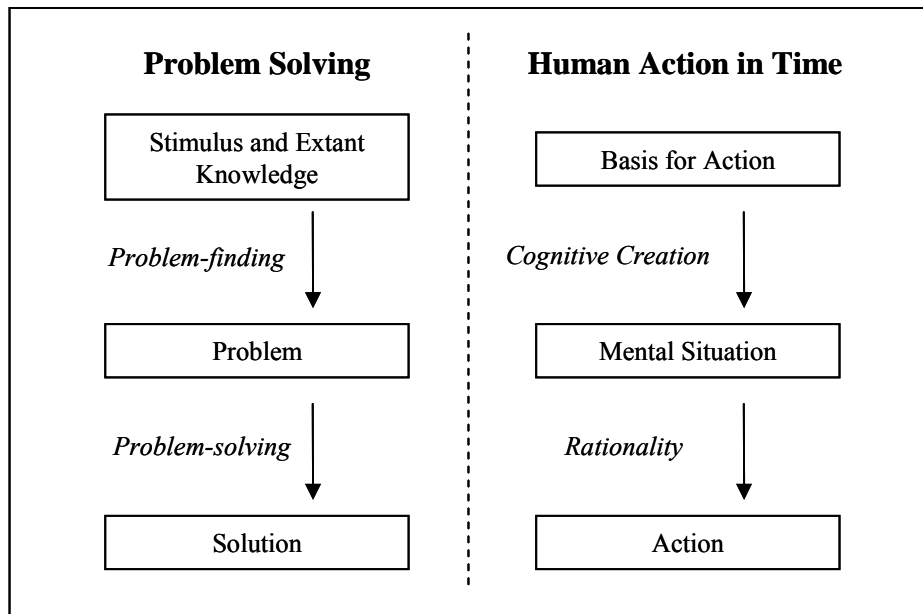 Problem Solving
Stimulus and Extant
Knowledge
Problem-finding
Problem
Problem-solving
Solution
Human Action in Time
Basis for Action
Cognitive Creation
Mental Situation
Rationality
Action